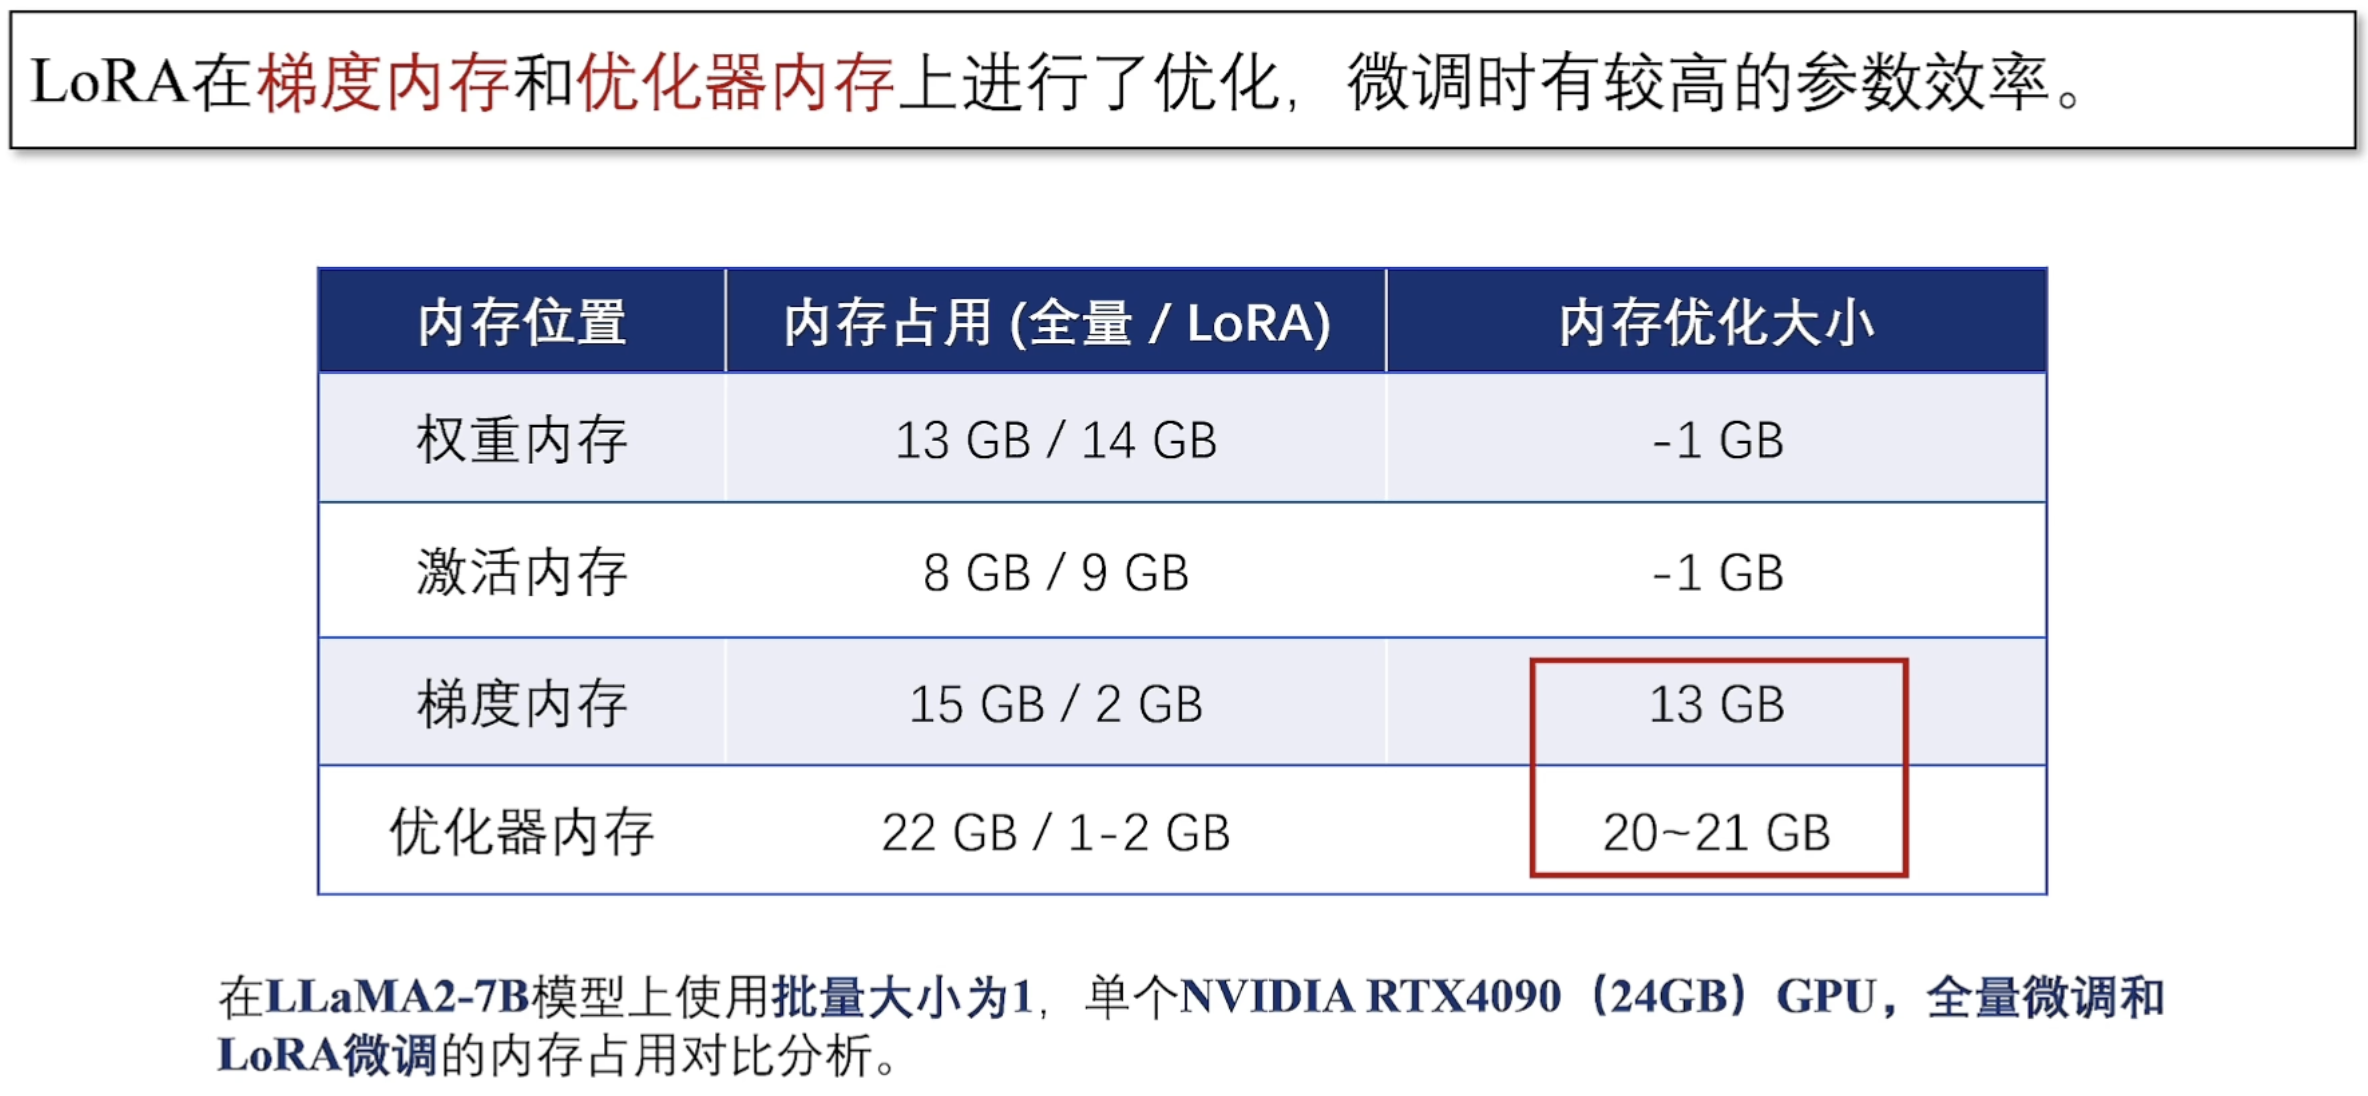 LoRA在梯度内存和优化器内存上进行了优化，微调时有较高的参数效率。
内存位置 内存占用 (全量 / LoRA) 内存优化大小
权重内存 13 GB / 14 GB -1 GB
激活内存 8 GB / 9 GB -1 GB
梯度内存 15 GB / 2 GB 13 GB
优化器内存 22 GB / 1-2 GB 20~21 GB
在LLaMA2-7B模型上使用批量大小为1，单个NVIDIA RTX4090（24GB）GPU，全量微调和
LoRA微调的内存占用对比分析。